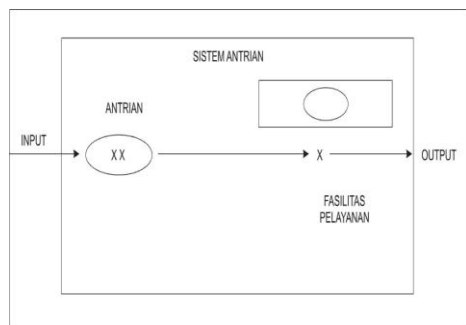 SISTEM ANTRIAN
ANTRIAN
INPUT
X X
X
OUTPUT
FASILITAS
PELAYANAN